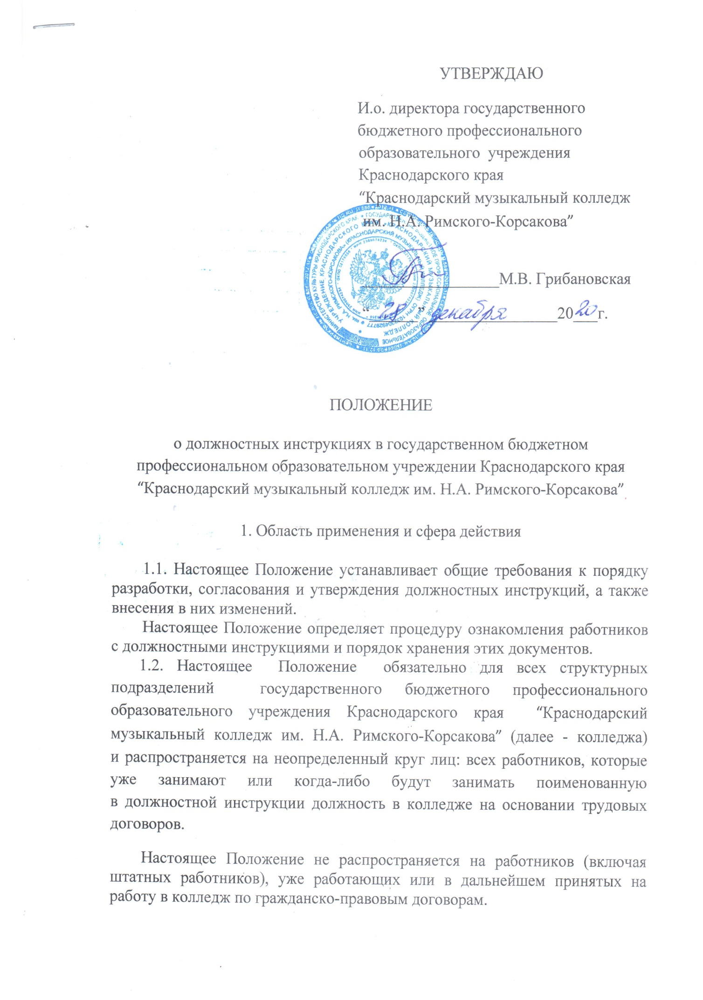 УТВЕРЖДАЮ
И.о. директора государственного
бюджетного профессионального
образовательного учреждения
Краснодарского края
“Краснодарский музыкальный колледж
им. Н.А. Римского-Корсакова”
____________________М.В. Грибановская
“ 28 ” декабря 2020г.
ПОЛОЖЕНИЕ
о должностных инструкциях в государственном бюджетном
профессиональном образовательном учреждении Краснодарского края
“Краснодарский музыкальный колледж им. Н.А. Римского-Корсакова”
1. Область применения и сфера действия
1.1. Настоящее Положение устанавливает общие требования к порядку
разработки, согласования и утверждения должностных инструкций, а также
внесения в них изменений.
Настоящее Положение определяет процедуру ознакомления работников
с должностными инструкциями и порядок хранения этих документов.
1.2. Настоящее Положение обязательно для всех структурных
подразделений государственного бюджетного профессионального
образовательного учреждения Краснодарского края “Краснодарский
музыкальный колледж им. Н.А. Римского-Корсакова” (далее - колледжа)
и распространяется на неопределенный круг лиц: всех работников, которые
уже занимают или когда-либо будут занимать поименованную
в должностной инструкции должность в колледже на основании трудовых
договоров.
Настоящее Положение не распространяется на работников (включая
штатных работников), уже работающих или в дальнейшем принятых на
работу в колледж по гражданско-правовым договорам.